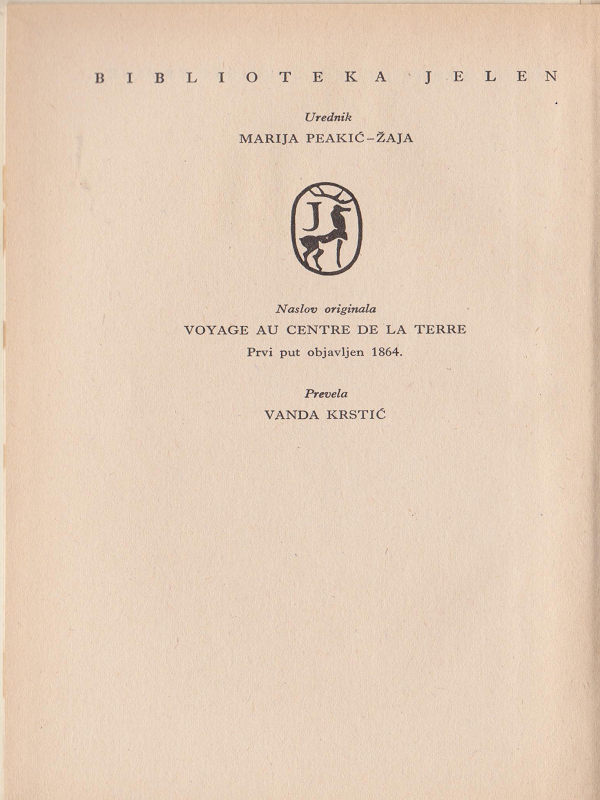 BIBLIOTEKA JELEN
Urednik
MARIJA PEAKIĆ–ŽAJA
J
Naslov originala
VOYAGE AU CENTRE DE LA TERRE
Prvi put objavljen 1864.
Prevela
VANDA KRSTIĆ